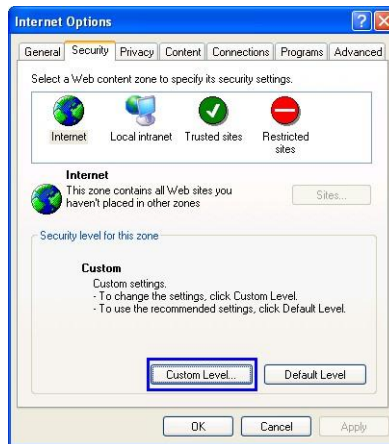 Internet Options
General Security Privacy Content Connections Programs Advanced
Select a Web content zone to specify its security settings.
Internet Local intranet Trusted sites Restricted
sites
Internet
This zone contains all Web sites you
haven't placed in other zones
Sites...
Security level for this zone
Custom
Custom settings.
- To change the settings, click Custom Level.
- To use the recommended settings, click Default Level.
Custom Level... Default Level
OK Cancel Apply